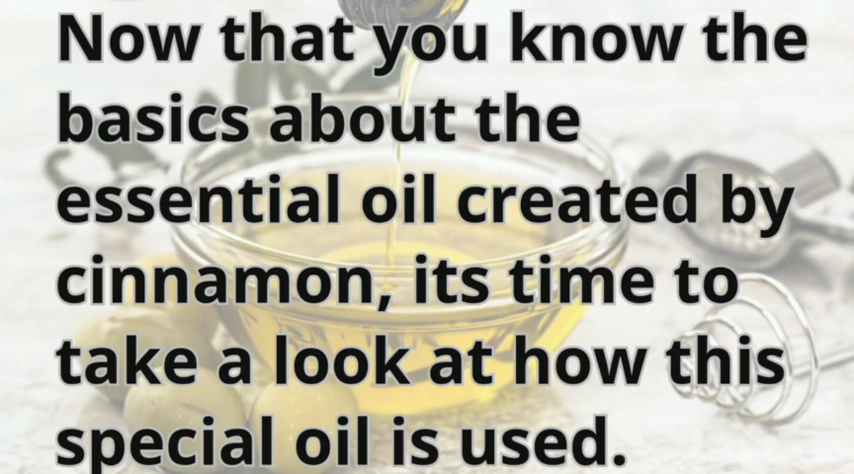 Now that you know the
basics about the
essential oil created by
cinnamon, its time to
take a look at how this
special oil is used.